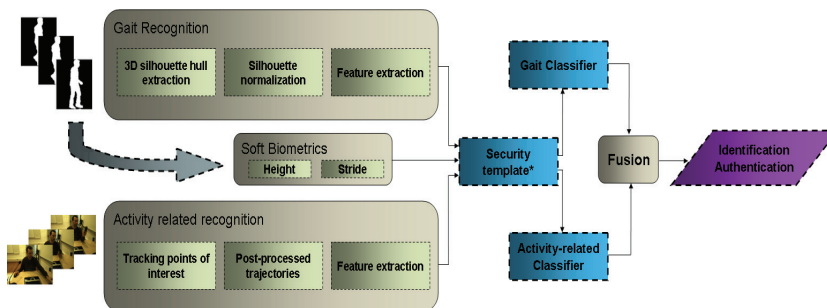 Gait Recognition
3D silhouette hull
extraction
Silhouette
normalization
Feature extraction
Soft Biometrics
Height
Stride
Activity related recognition
Tracking points of
interest
Post-processed
trajectories
Feature extraction
Security
template*
Gait Classifier
Activity-related
Classifier
Fusion
Identification
Authentication